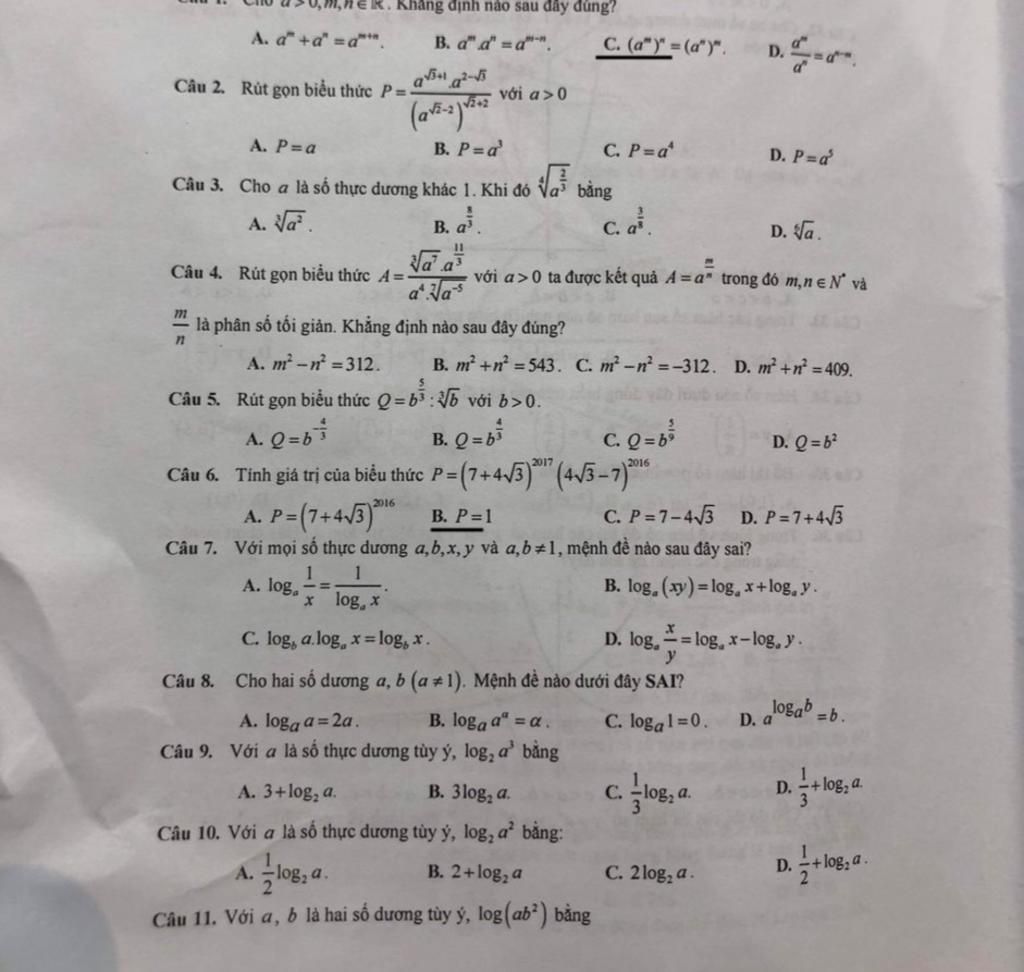 Câu 1. Cho a > 0, m, n ∈ ℝ. Khẳng định nào sau đây đúng?
A. a^m + a^n = a^{m+n}. B. a^m.a^n = a^{m-n}. C. (a^m)^n = (a^n)^m. D. a^m/a^n = a^{n-m}.
Câu 2. Rút gọn biểu thức P = (a^{√3+1}.a^{2-√3})/((a^{√2-2})^{√2+2}) với a > 0
A. P = a B. P = a^3 C. P = a^4 D. P = a^5
Câu 3. Cho a là số thực dương khác 1. Khi đó ⁴√(a^{2/3}) bằng
A. ∛(a^2). B. a^{8/3}. C. a^{3/8}. D. ⁶√a.
Câu 4. Rút gọn biểu thức A = (∛(a^7).a^{11/3})/(a^4.⁷√(a^{-5})) với a > 0 ta được kết quả A = a^{m/n} trong đó m, n ∈ N* và
m/n là phân số tối giản. Khẳng định nào sau đây đúng?
A. m² − n² = 312. B. m² + n² = 543. C. m² − n² = −312. D. m² + n² = 409.
Câu 5. Rút gọn biểu thức Q = b^{5/3} : ∛b với b > 0.
A. Q = b^{-4/3} B. Q = b^{4/3} C. Q = b^{5/9} D. Q = b²
Câu 6. Tính giá trị của biểu thức P = (7 + 4√3)^{2017} (4√3 − 7)^{2016}
A. P = (7 + 4√3)^{2016} B. P = 1 C. P = 7 − 4√3 D. P = 7 + 4√3
Câu 7. Với mọi số thực dương a, b, x, y và a, b ≠ 1, mệnh đề nào sau đây sai?
A. log_a 1/x = 1/(log_a x). B. log_a (xy) = log_a x + log_a y.
C. log_b a.log_a x = log_b x. D. log_a x/y = log_a x − log_a y.
Câu 8. Cho hai số dương a, b (a ≠ 1). Mệnh đề nào dưới đây SAI?
A. log_a a = 2a. B. log_a a^α = α. C. log_a 1 = 0. D. a^{log_a b} = b.
Câu 9. Với a là số thực dương tùy ý, log₂ a³ bằng
A. 3 + log₂ a. B. 3log₂ a. C. 1/3 log₂ a. D. 1/3 + log₂ a.
Câu 10. Với a là số thực dương tùy ý, log₂ a² bằng:
A. 1/2 log₂ a. B. 2 + log₂ a C. 2log₂ a. D. 1/2 + log₂ a.
Câu 11. Với a, b là hai số dương tùy ý, log(ab²) bằng